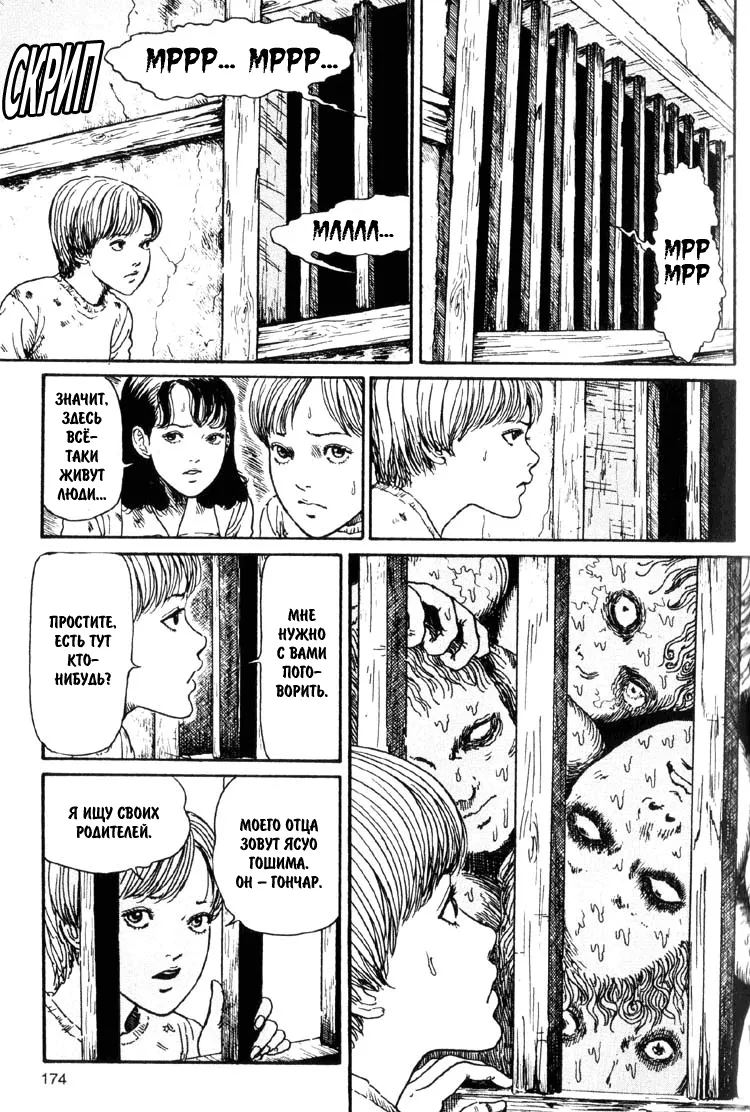 СКРИП
МРРР... МРРР...
МЛЛЛЛ...
МРР
МРР
ЗНАЧИТ,
ЗДЕСЬ
ВСЁ-
ТАКИ
ЖИВУТ
ЛЮДИ...
ПРОСТИТЕ,
ЕСТЬ ТУТ
КТО-
НИБУДЬ?
МНЕ
НУЖНО
С ВАМИ
ПОГО-
ВОРИТЬ.
Я ИЩУ СВОИХ
РОДИТЕЛЕЙ.
МОЕГО ОТЦА
ЗОВУТ ЯСУО
ГОШИМА.
ОН – ГОНЧАР.
174